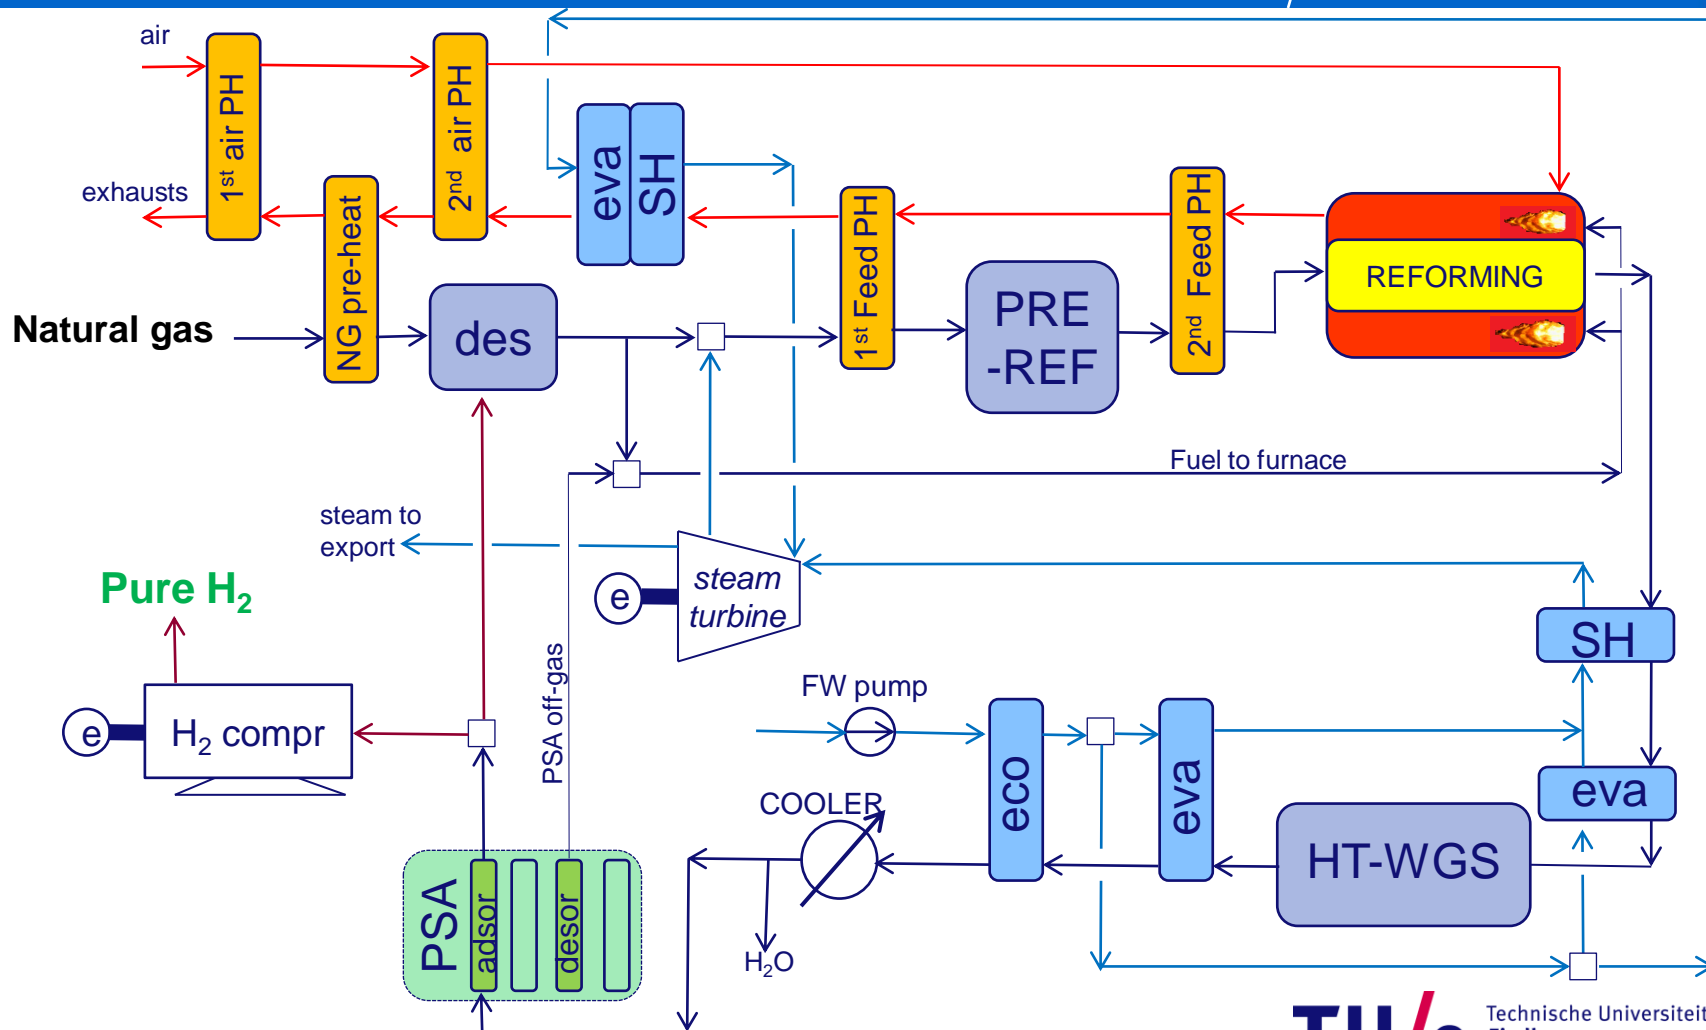 air
1st air PH
2nd air PH
eva
SH
exhausts
NG pre-heat
1st Feed PH
2nd Feed PH
REFORMING
Natural gas
des
PRE
-REF
Fuel to furnace
steam to
export
steam
turbine
e
Pure H2
PSA off-gas
SH
FW pump
e
H2 compr
eco
eva
eva
COOLER
HT-WGS
PSA
adsor
desor
H2O
Technische Universiteit